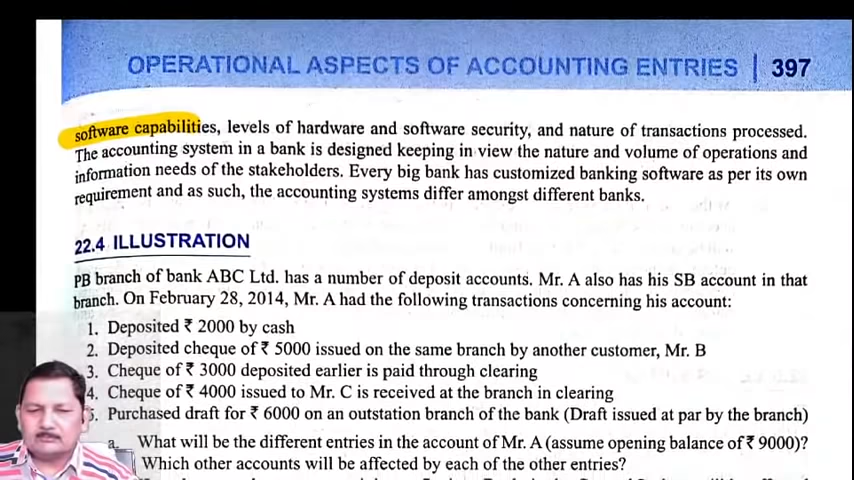 OPERATIONAL ASPECTS OF ACCOUNTING ENTRIES | 397
software capabilities, levels of hardware and software security, and nature of transactions processed.
The accounting system in a bank is designed keeping in view the nature and volume of operations and
information needs of the stakeholders. Every big bank has customized banking software as per its own
requirement and as such, the accounting systems differ amongst different banks.
22.4 ILLUSTRATION
PB branch of bank ABC Ltd. has a number of deposit accounts. Mr. A also has his SB account in that
branch. On February 28, 2014, Mr. A had the following transactions concerning his account:
1. Deposited ₹ 2000 by cash
2. Deposited cheque of ₹ 5000 issued on the same branch by another customer, Mr. B
3. Cheque of ₹ 3000 deposited earlier is paid through clearing
4. Cheque of ₹ 4000 issued to Mr. C is received at the branch in clearing
5. Purchased draft for ₹ 6000 on an outstation branch of the bank (Draft issued at par by the branch)
a. What will be the different entries in the account of Mr. A (assume opening balance of ₹ 9000)?
Which other accounts will be affected by each of the other entries?